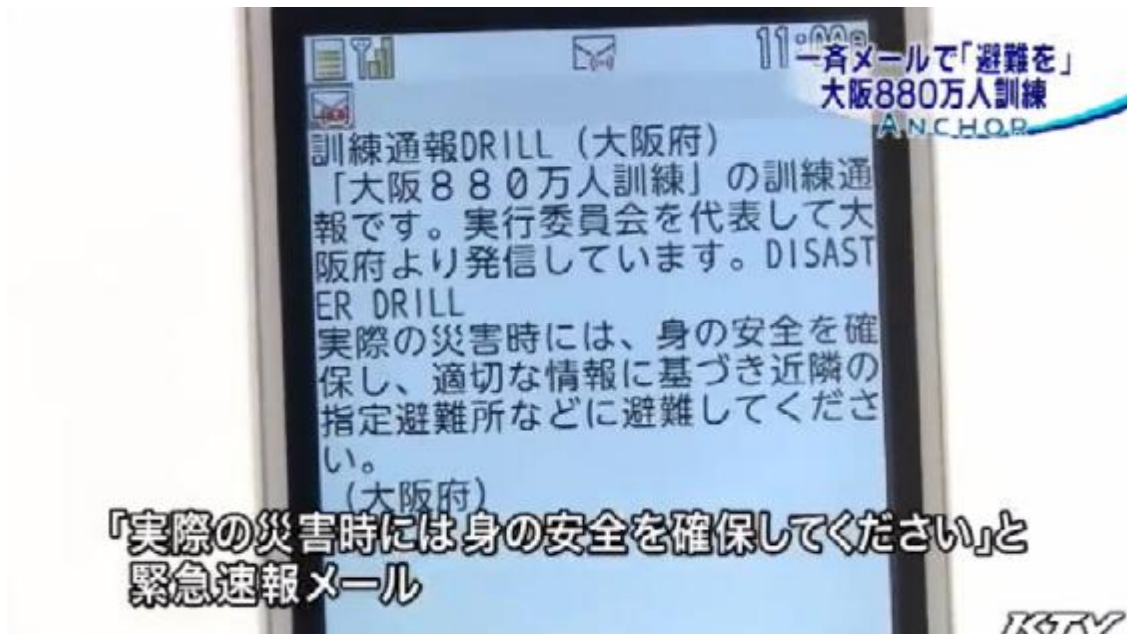 一斉メールで「避難を」
大阪880万人訓練
ANCHOR
訓練通報DRILL（大阪府）
「大阪８８０万人訓練」の訓練通
報です。実行委員会を代表して大
阪府より発信しています。DISAST
ER DRILL
実際の災害時には、身の安全を確
保し、適切な情報に基づき近隣の
指定避難所などに避難してくださ
い。
（大阪府）
「実際の災害時には身の安全を確保してください」と
緊急速報メール
KTV